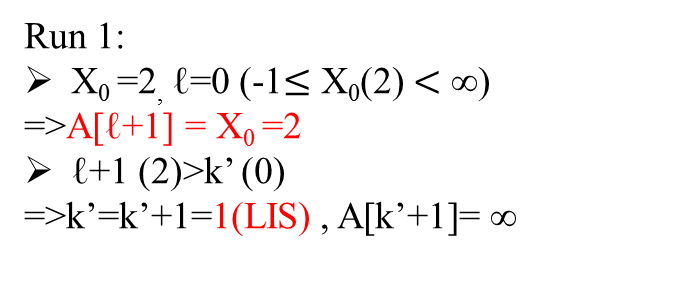 Run 1:
➢ X₀ =2, ℓ=0 (-1≤ X₀(2) < ∞)
=>A[ℓ+1] = X₀ =2
➢ ℓ+1 (2)>k’ (0)
=>k’=k’+1=1(LIS) , A[k’+1]= ∞